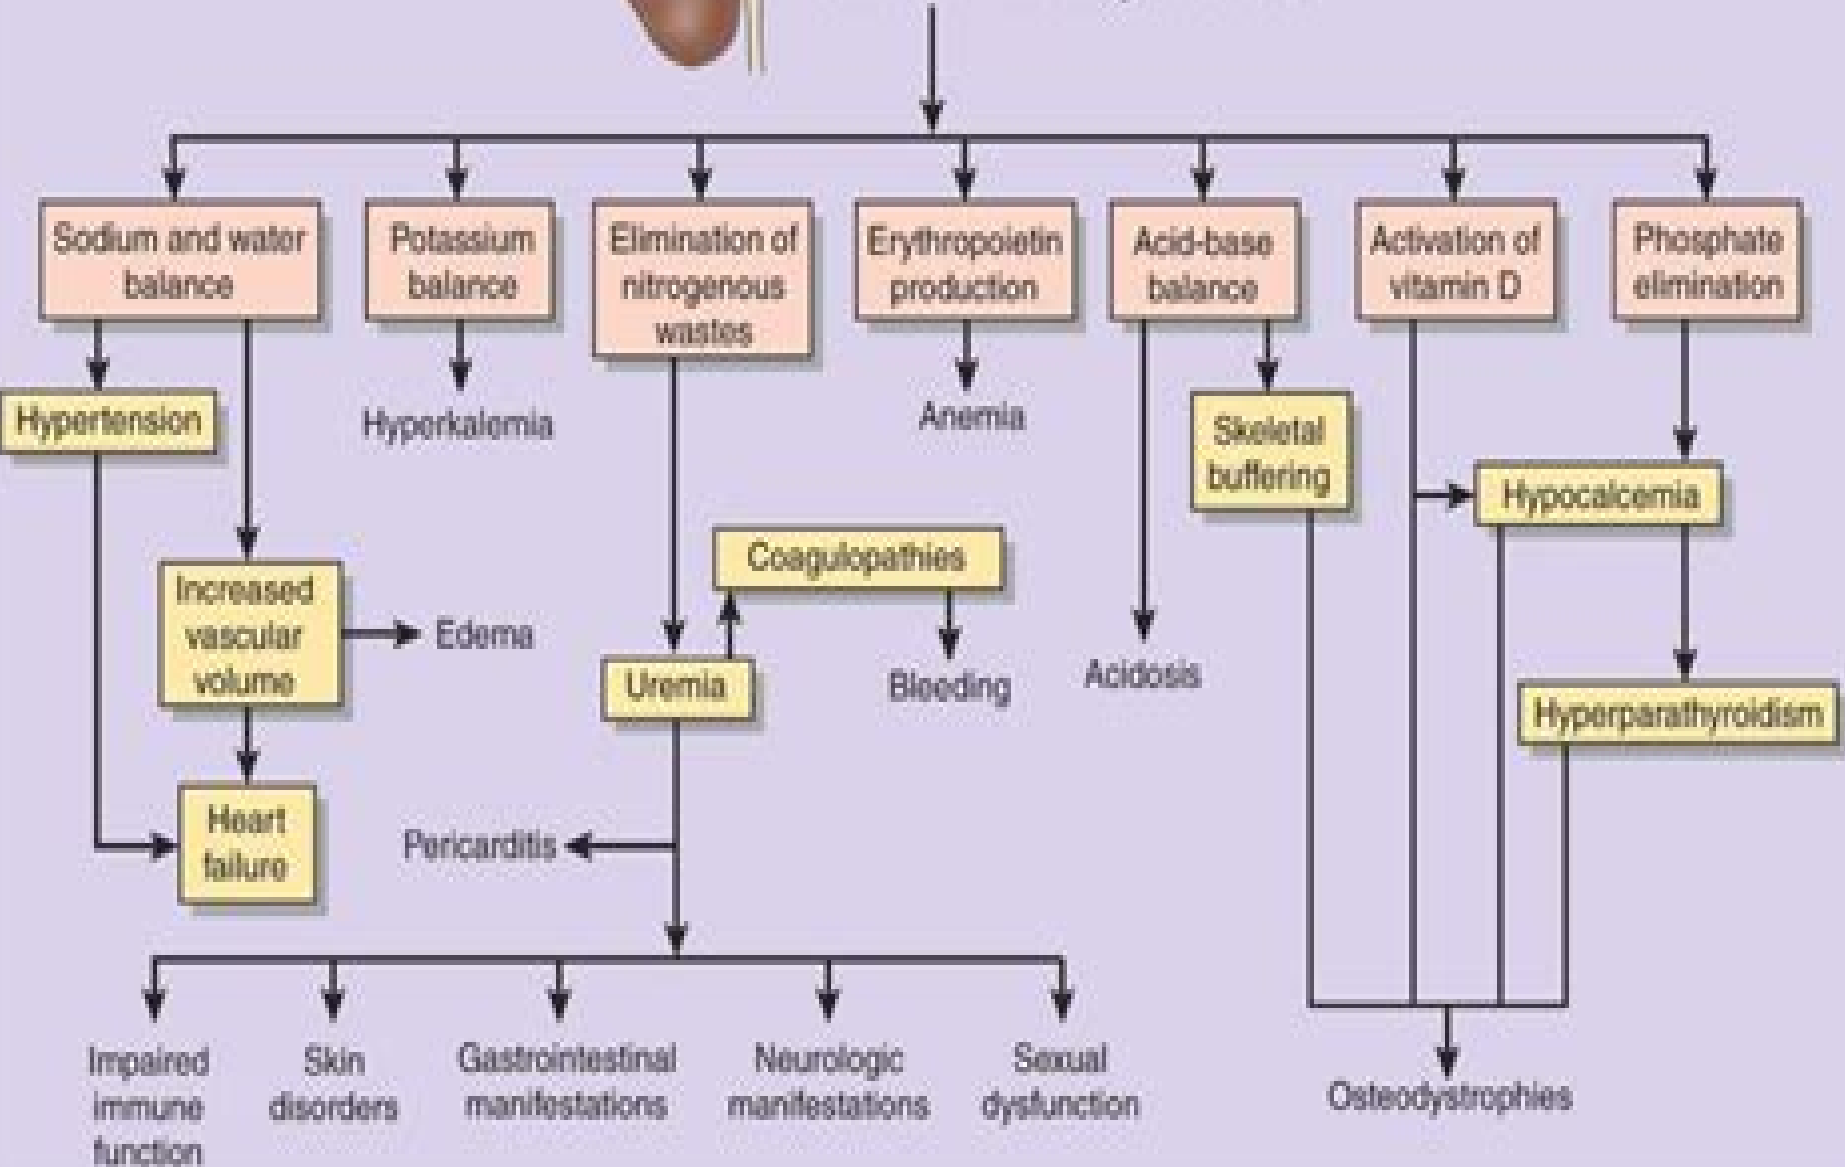 Sodium and water
balance
Potassium
balance
Elimination of
nitrogenous
wastes
Erythropoietin
production
Acid-base
balance
Activation of
vitamin D
Phosphate
elimination
Hypertension
Hyperkalemia
Anemia
Skeletal
buffering
Hypocalcemia
Coagulopathies
Increased
vascular
volume
Edema
Uremia
Bleeding
Acidosis
Hyperparathyroidism
Heart
failure
Pericarditis
Impaired
immune
function
Skin
disorders
Gastrointestinal
manifestations
Neurologic
manifestations
Sexual
dysfunction
Osteodystrophies